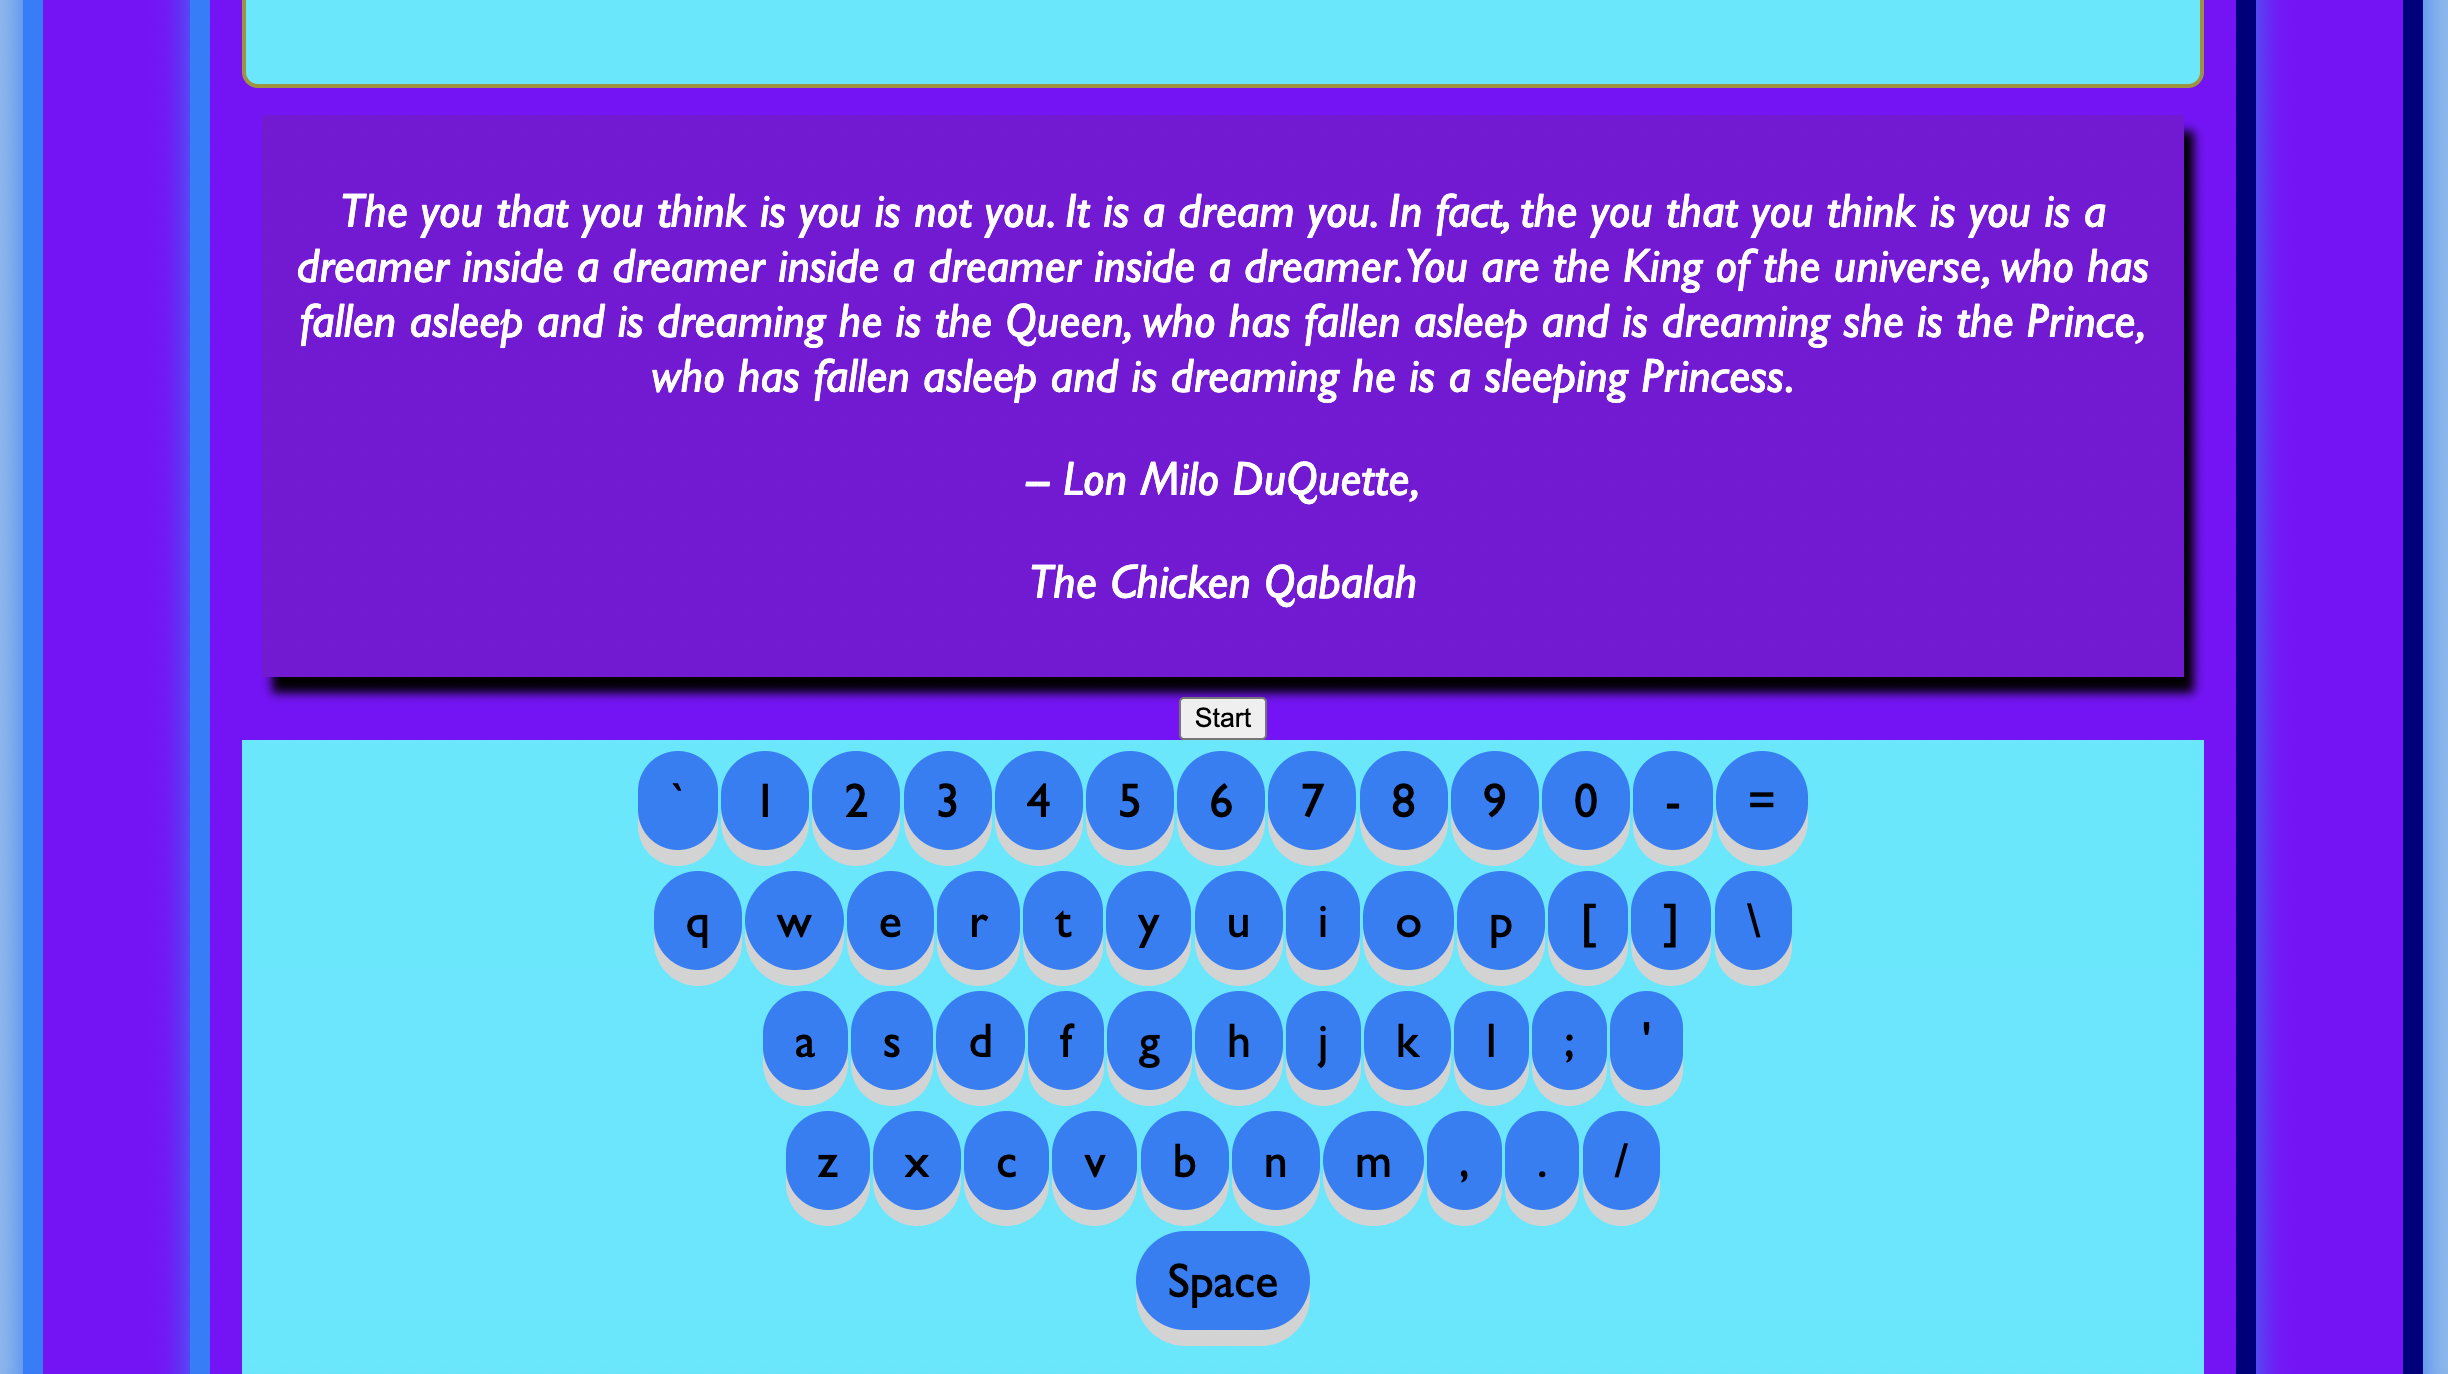 The you that you think is you is not you. It is a dream you. In fact, the you that you think is you is a
dreamer inside a dreamer inside a dreamer inside a dreamer. You are the King of the universe, who has
fallen asleep and is dreaming he is the Queen, who has fallen asleep and is dreaming she is the Prince,
who has fallen asleep and is dreaming he is a sleeping Princess.
– Lon Milo DuQuette,
The Chicken Qabalah
Start
` 1 2 3 4 5 6 7 8 9 0 - =
q w e r t y u i o p [ ] \
a s d f g h j k l ; '
z x c v b n m , . /
Space